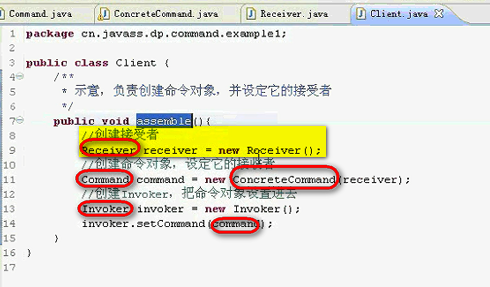 Command.java ConcreteCommand.java Receiver.java Client.java
1 package cn.javass.dp.command.example1;
2
3 public class Client {
4 /**
5 * 示意，负责创建命令对象，并设定它的接受者
6 */
7 public void assemble(){
8 //创建接受者
9 Receiver receiver = new Receiver();
10 //创建命令对象，设定它的接收者
11 Command command = new ConcreteCommand(receiver);
12 //创建Invoker，把命令对象设置进去
13 Invoker invoker = new Invoker();
14 invoker.setCommand(command);
15 }
16 }
17